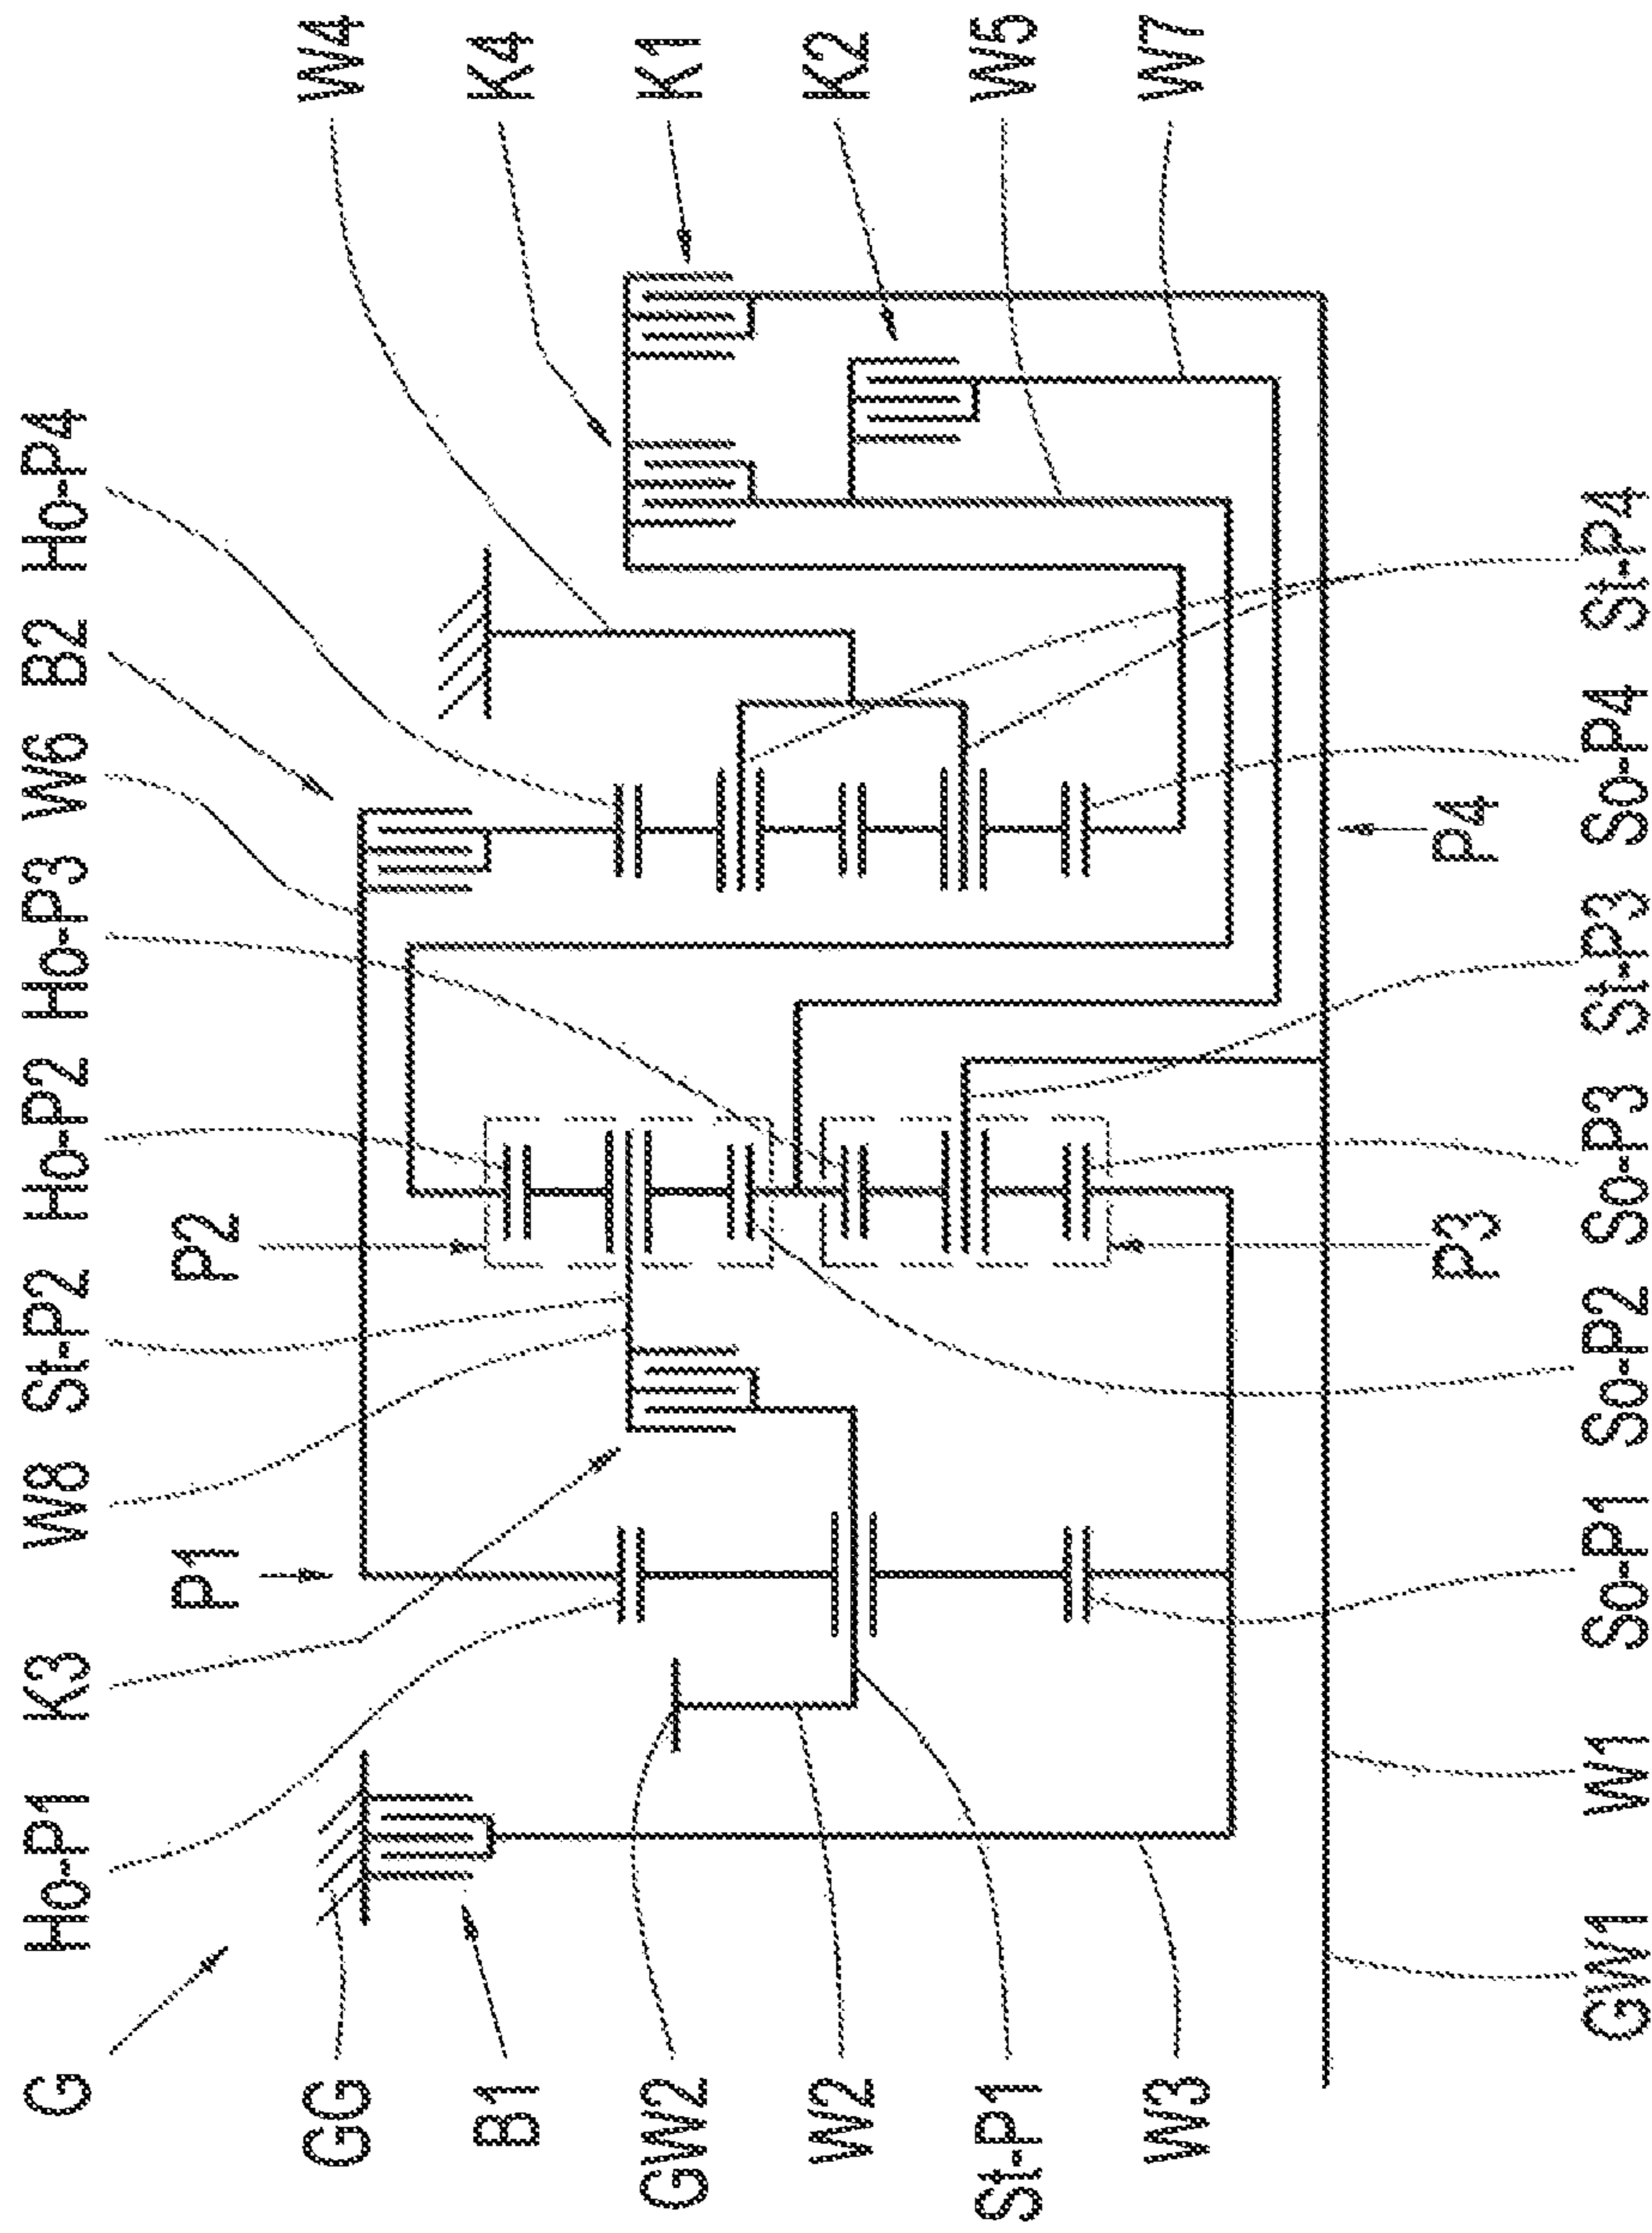 G Ho-P1 K3 W8 St-P2 Ho-P2 Ho-P3 W6 B2 Ho-P4
P1 P2
GG W4
B1 K4
GW2 K1
W2 K2
St-P1 W5
W3 W7
P3 P4
GW1 W1 So-P1 So-P2 So-P3 St-P3 So-P4 St-P4